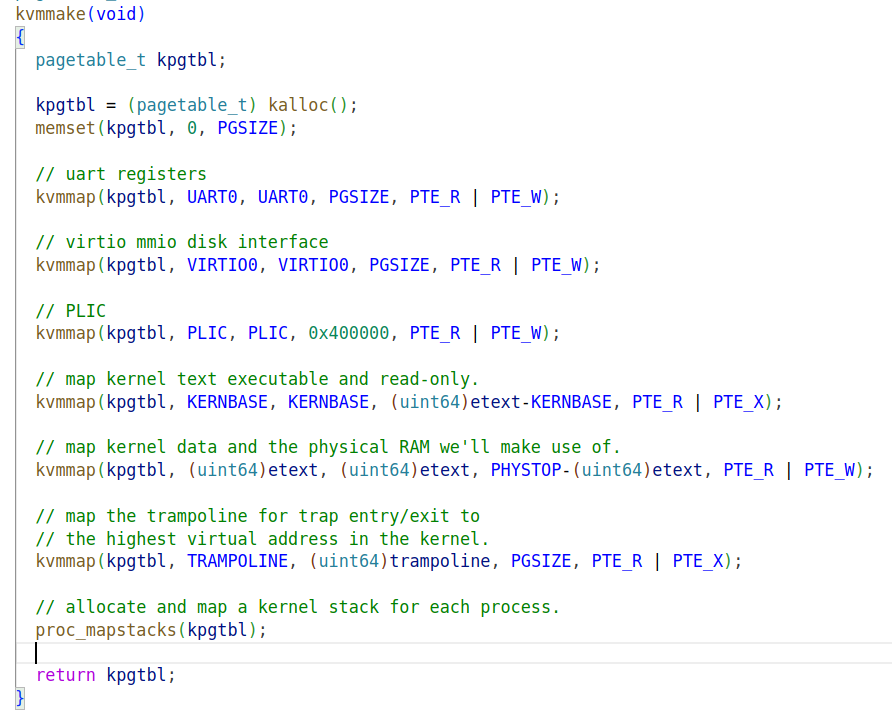 kvmmake(void)
{
  pagetable_t kpgtbl;

  kpgtbl = (pagetable_t) kalloc();
  memset(kpgtbl, 0, PGSIZE);

  // uart registers
  kvmmap(kpgtbl, UART0, UART0, PGSIZE, PTE_R | PTE_W);

  // virtio mmio disk interface
  kvmmap(kpgtbl, VIRTIO0, VIRTIO0, PGSIZE, PTE_R | PTE_W);

  // PLIC
  kvmmap(kpgtbl, PLIC, PLIC, 0x400000, PTE_R | PTE_W);

  // map kernel text executable and read-only.
  kvmmap(kpgtbl, KERNBASE, KERNBASE, (uint64)etext-KERNBASE, PTE_R | PTE_X);

  // map kernel data and the physical RAM we'll make use of.
  kvmmap(kpgtbl, (uint64)etext, (uint64)etext, PHYSTOP-(uint64)etext, PTE_R | PTE_W);

  // map the trampoline for trap entry/exit to
  // the highest virtual address in the kernel.
  kvmmap(kpgtbl, TRAMPOLINE, (uint64)trampoline, PGSIZE, PTE_R | PTE_X);

  // allocate and map a kernel stack for each process.
  proc_mapstacks(kpgtbl);

  return kpgtbl;
}